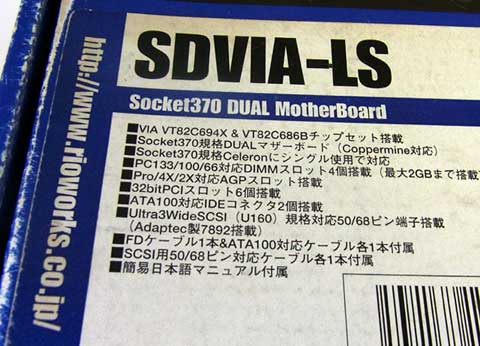 SDVIA-LS
Socket370 DUAL MotherBoard
http://www.rioworks.co.jp/
■VIA VT82C694X & VT82C686Bチップセット搭載
■Socket370規格DUALマザーボード（Coppermine対応）
■Socket370規格Celeronにシングル使用で対応
■PC133/100/66対応DIMMスロット4個搭載（最大2GBまで搭載
■Pro/4X/2X対応AGPスロット搭載
■32bitPCIスロット6個搭載
■ATA100対応IDEコネクタ2個搭載
■Ultra3WideSCSI（U160）規格対応50/68ピン端子搭載
（Adaptec製7892搭載）
■FDケーブル1本&ATA100対応ケーブル各1本付属
■SCSI用50/68ピン対応ケーブル各1本付属
■簡易日本語マニュアル付属